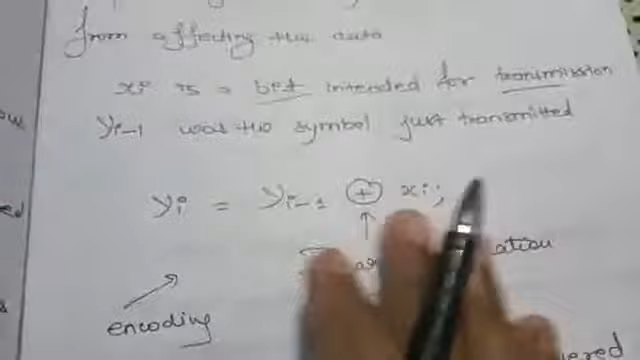 from affecting the data
xi is = bit intended for transmission
yi-1 was the symbol just transmitted
yi = yi-1 ⊕ xi;
encoding